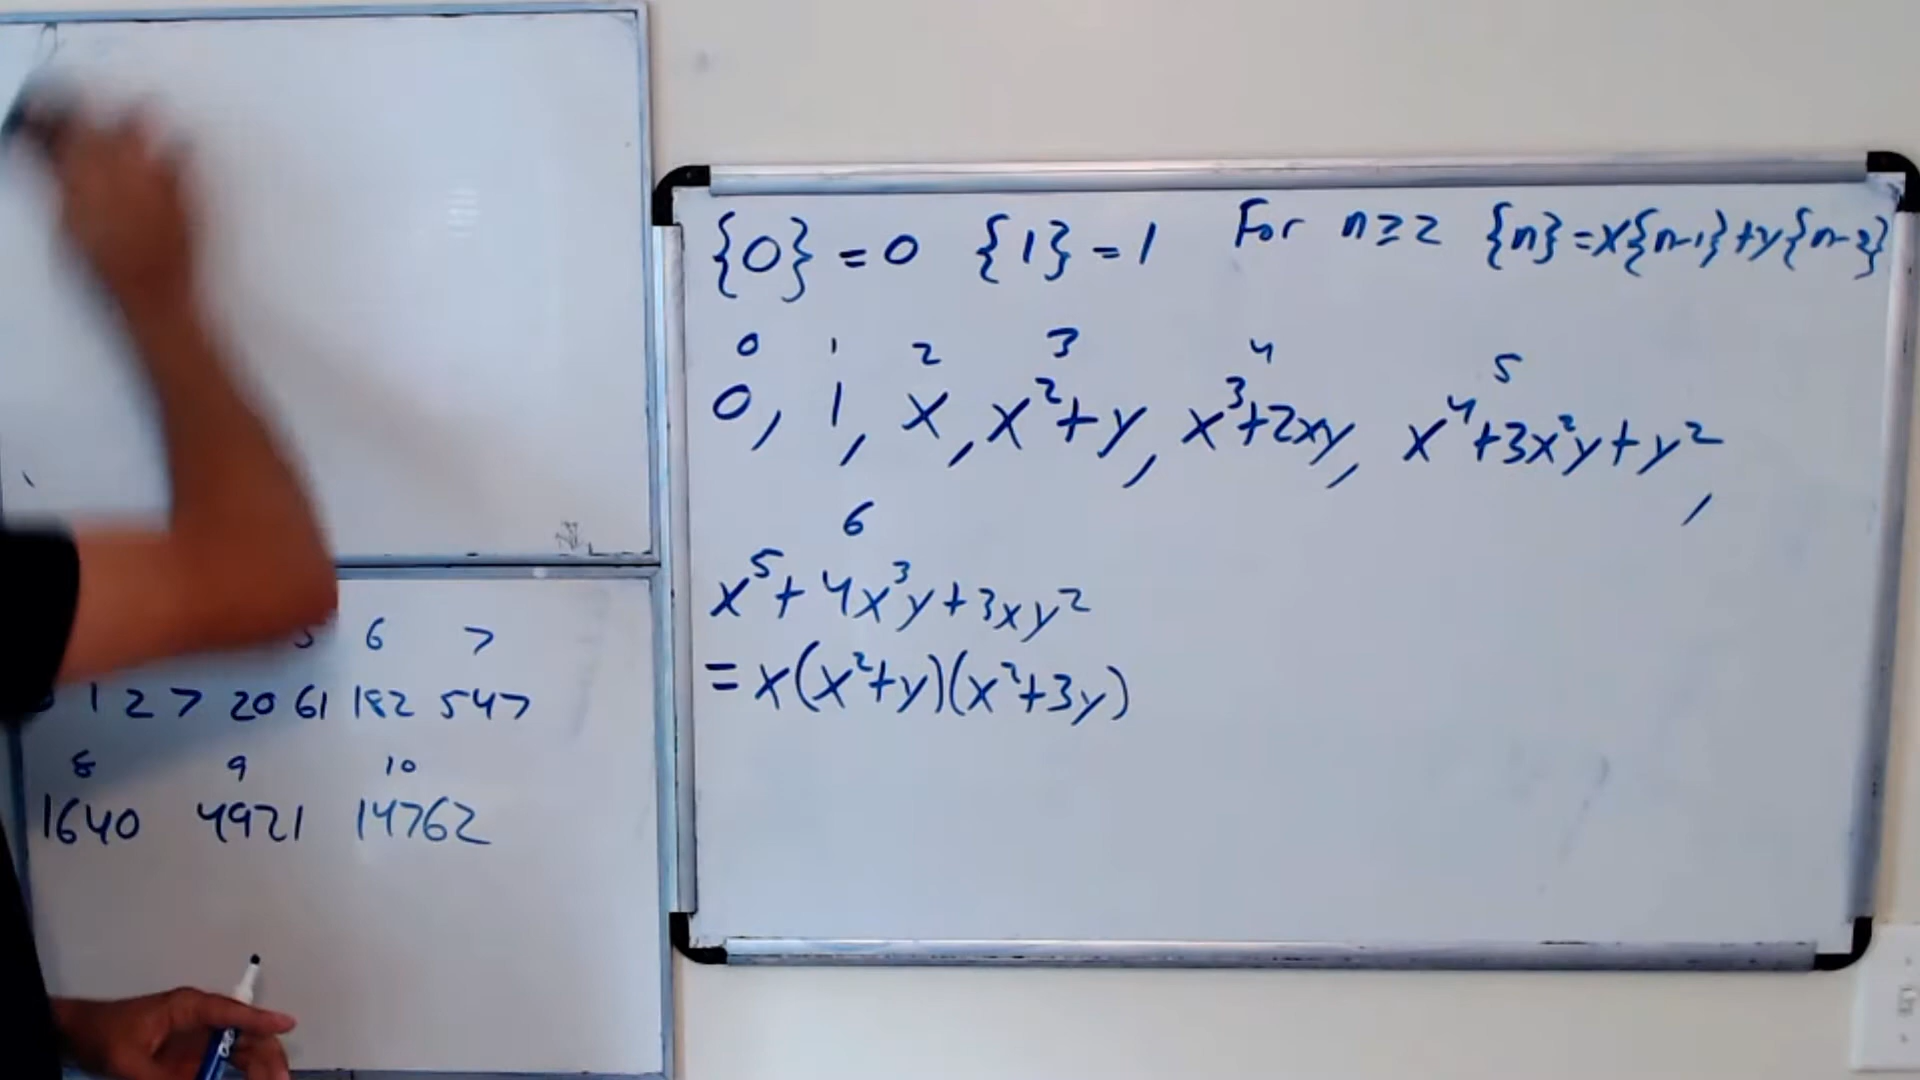 {0} = 0 {1} = 1 For n ≥ 2 {n} = x{n-1} + y{n-2}
0 1 2 3 4 5
0, 1, x, x² + y, x³ + 2xy, x⁴ + 3x²y + y²,
6
x⁵ + 4x³y + 3xy²
= x(x² + y)(x² + 3y)
5 6 7
1 2 7 20 61 182 547
8 9 10
1640 4921 14762